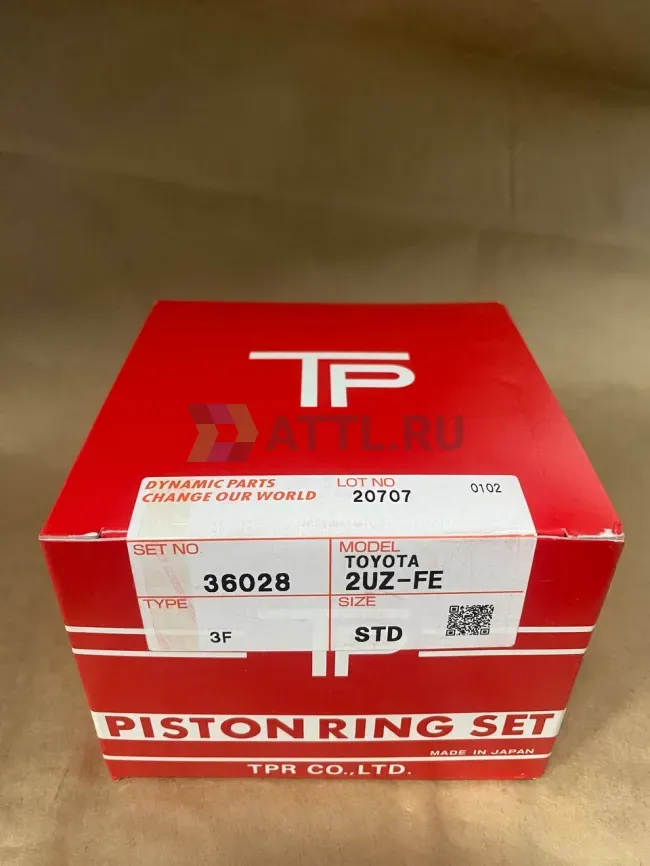 TP
ATTL.RU
DYNAMIC PARTS
CHANGE OUR WORLD
LOT NO
20707
0102
SET NO.
36028
MODEL
TOYOTA
2UZ-FE
TYPE
3F
SIZE
STD
TP
PISTON RING SET
MADE IN JAPAN
TPR CO.,LTD.